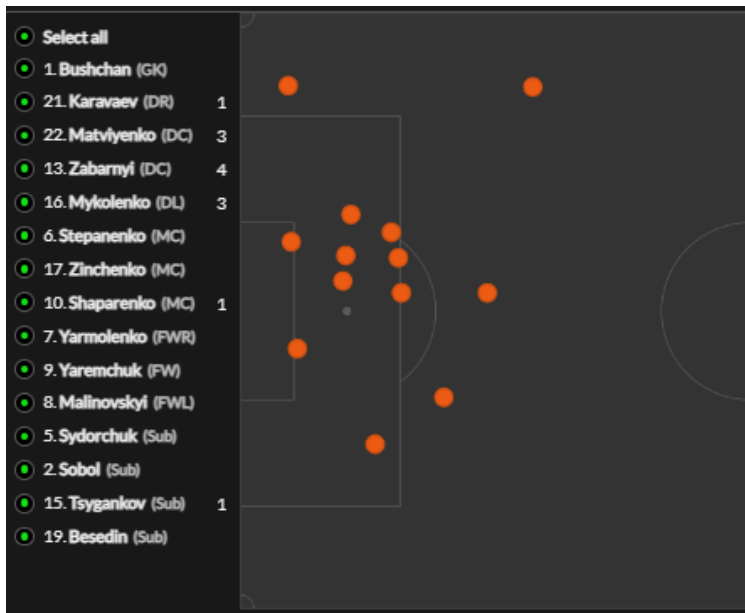 Select all
1. Bushchan (GK)
21. Karavaev (DR) 1
22. Matviyenko (DC) 3
13. Zabarnyi (DC) 4
16. Mykolenko (DL) 3
6. Stepanenko (MC)
17. Zinchenko (MC)
10. Shaparenko (MC) 1
7. Yarmolenko (FWR)
9. Yaremchuk (FW)
8. Malinovskyi (FWL)
5. Sydorchuk (Sub)
2. Sobol (Sub)
15. Tsygankov (Sub) 1
19. Besedin (Sub)